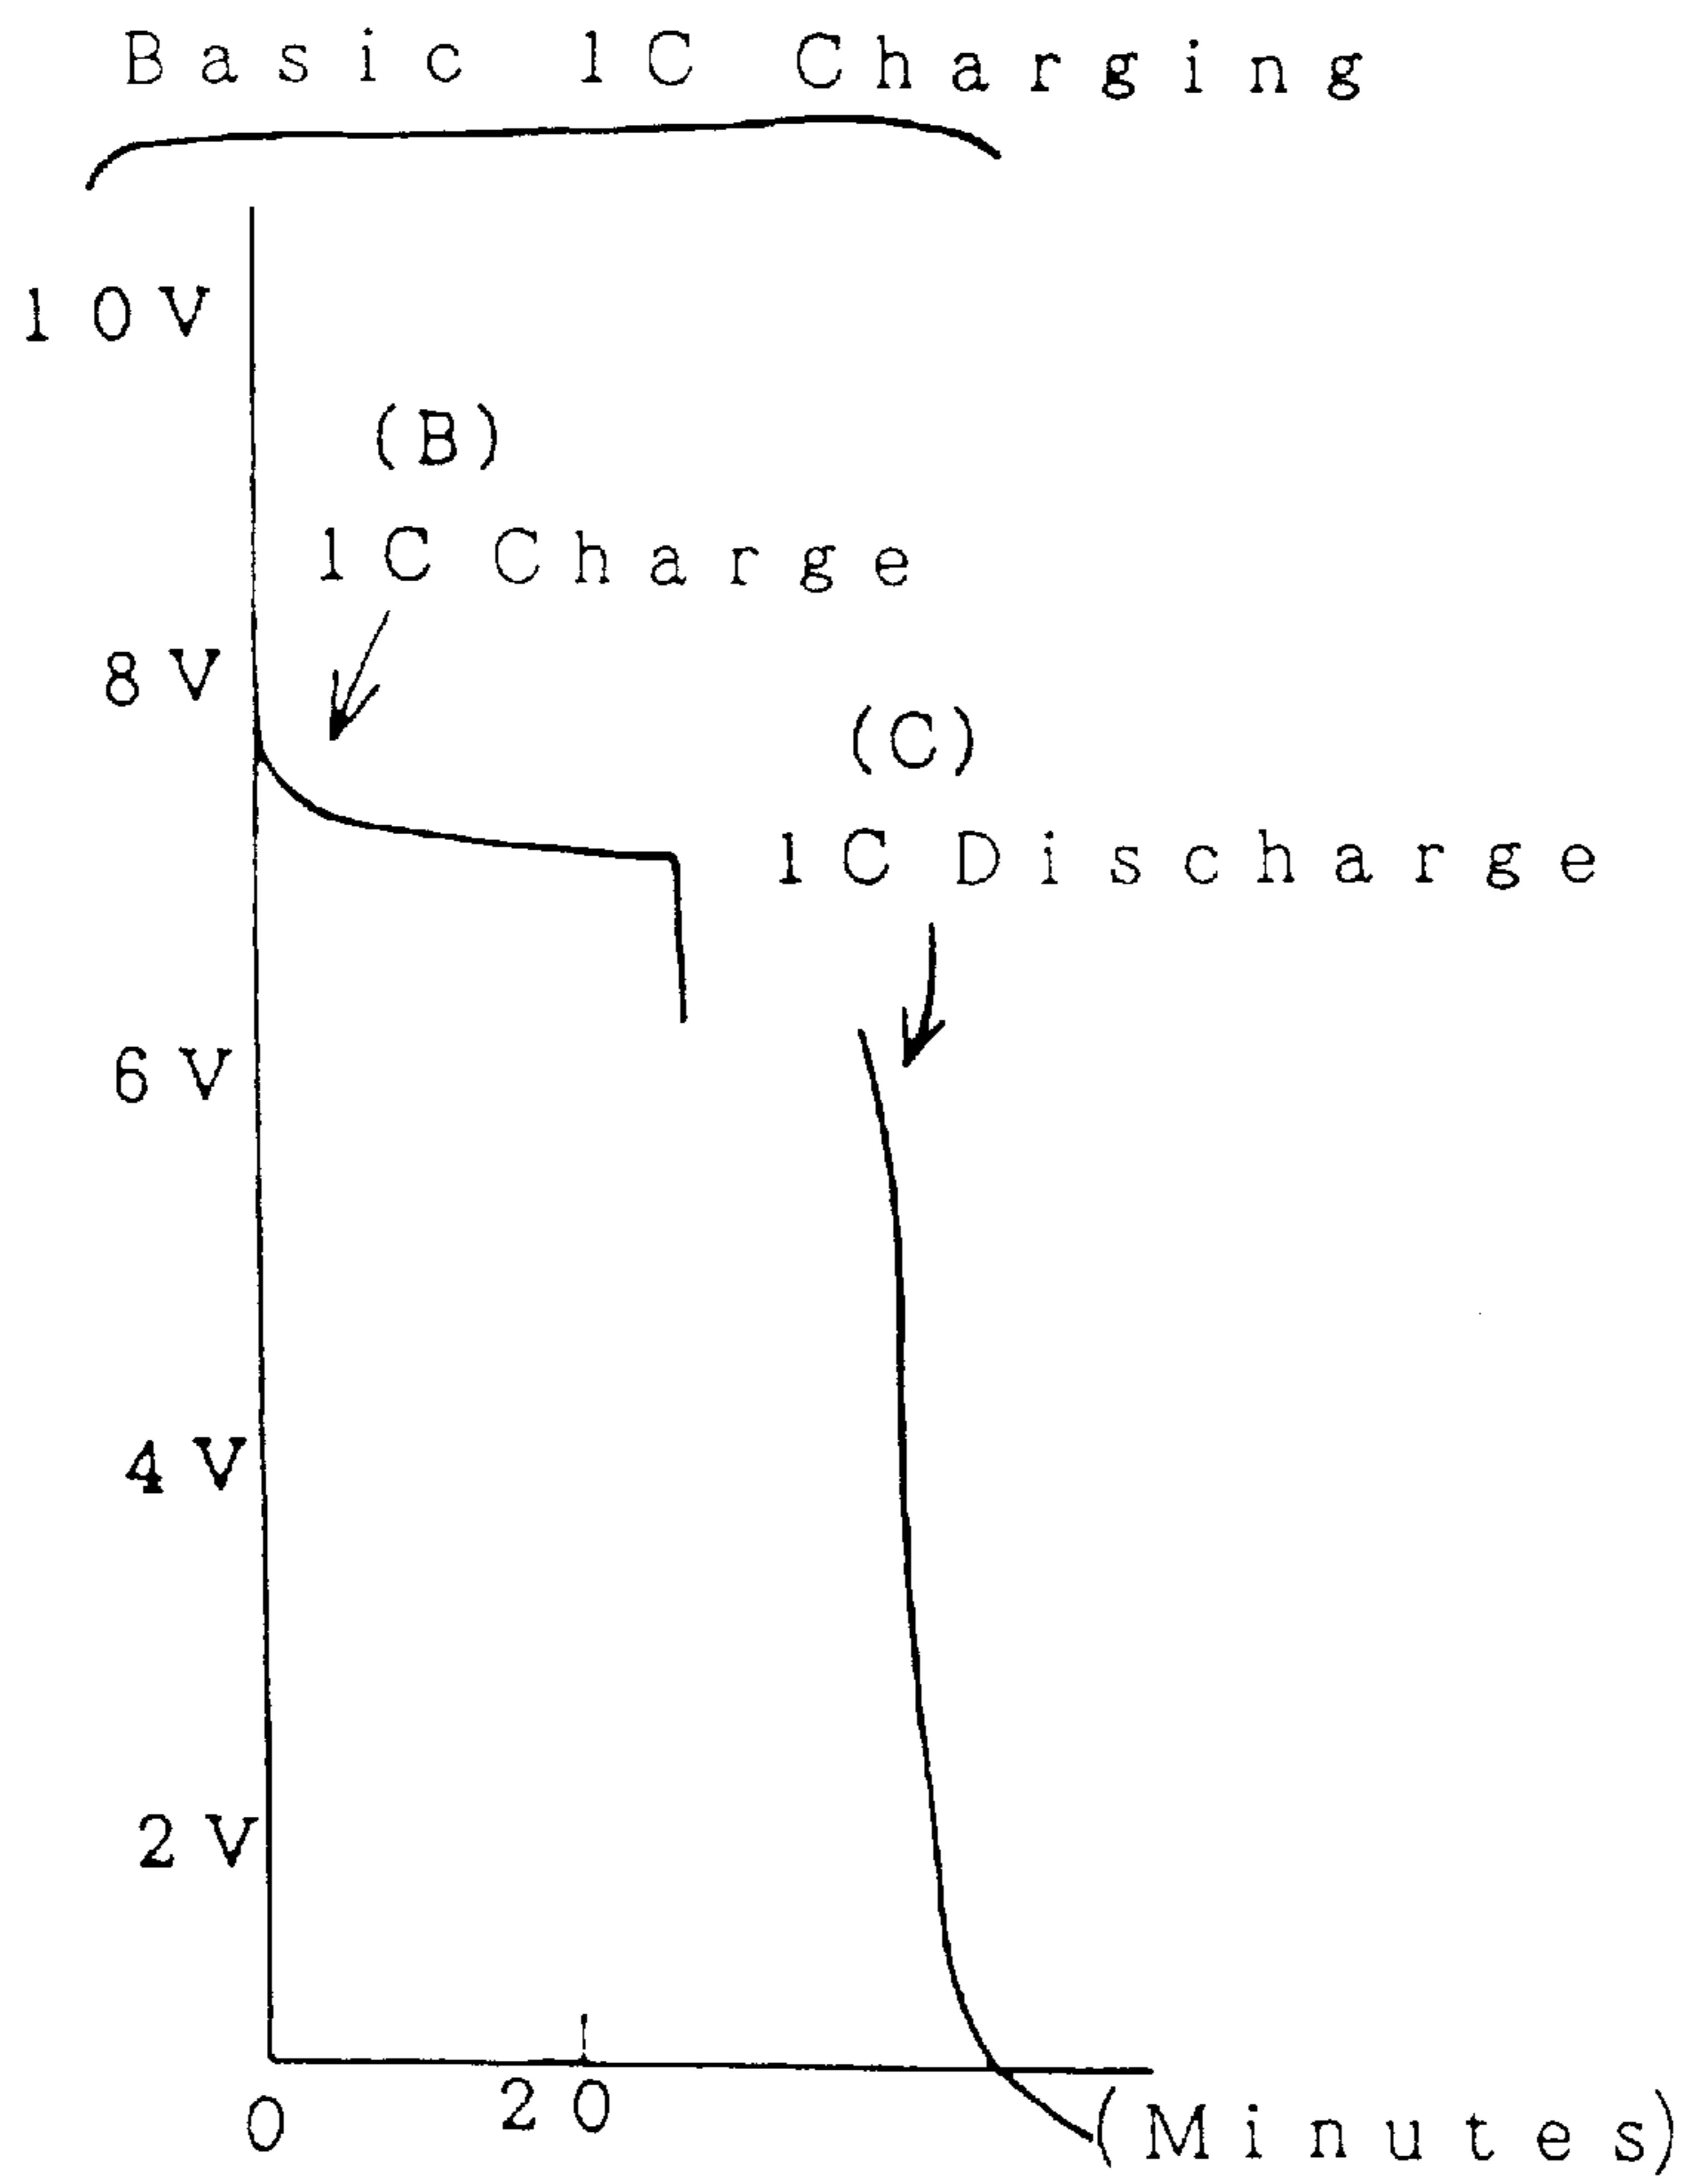 Basic 1C Charging
10V
(B)
1C Charge
8V
(C)
1C Discharge
6V
4V
2V
0
20
(Minutes)